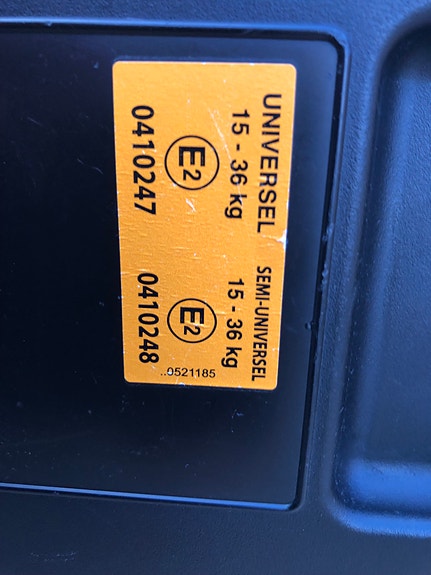 UNIVERSEL
15 - 36 kg
E2
0410247
SEMI-UNIVERSEL
15 - 36 kg
E2
0410248
..0521185